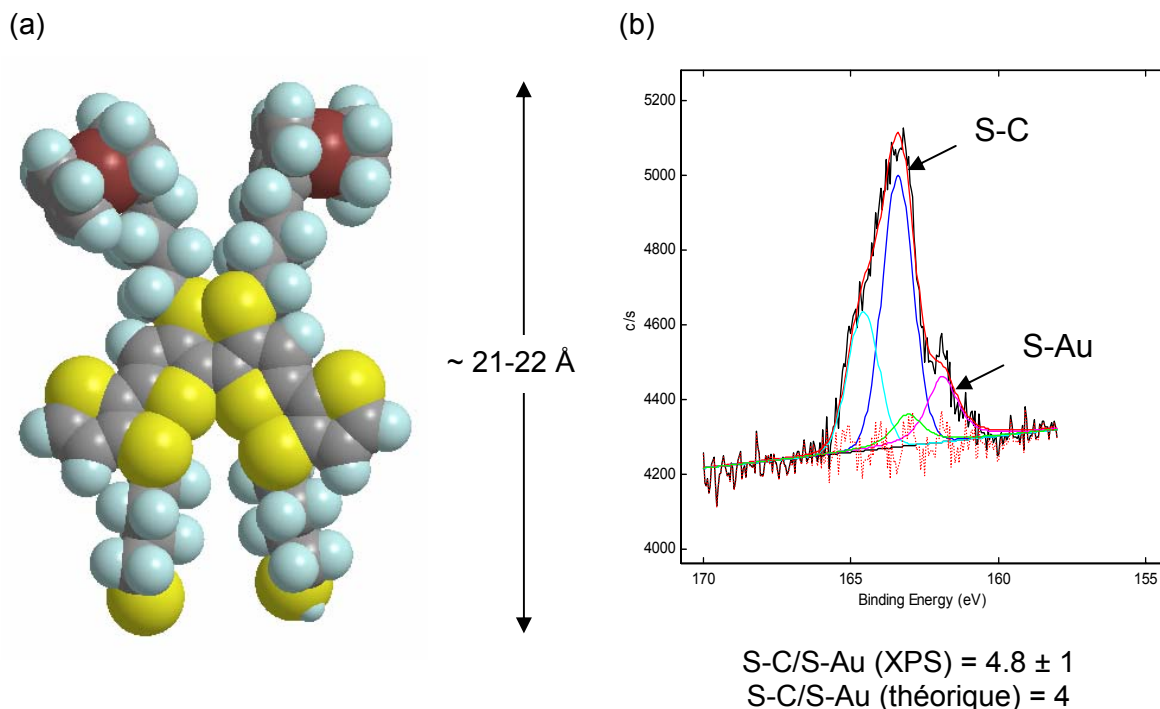 (a)
(b)
~ 21-22 Å
5200
5000
4800
4600
4400
4200
4000
c/s
S-C
S-Au
170
165
160
155
Binding Energy (eV)
S-C/S-Au (XPS) = 4.8 ± 1
S-C/S-Au (théorique) = 4